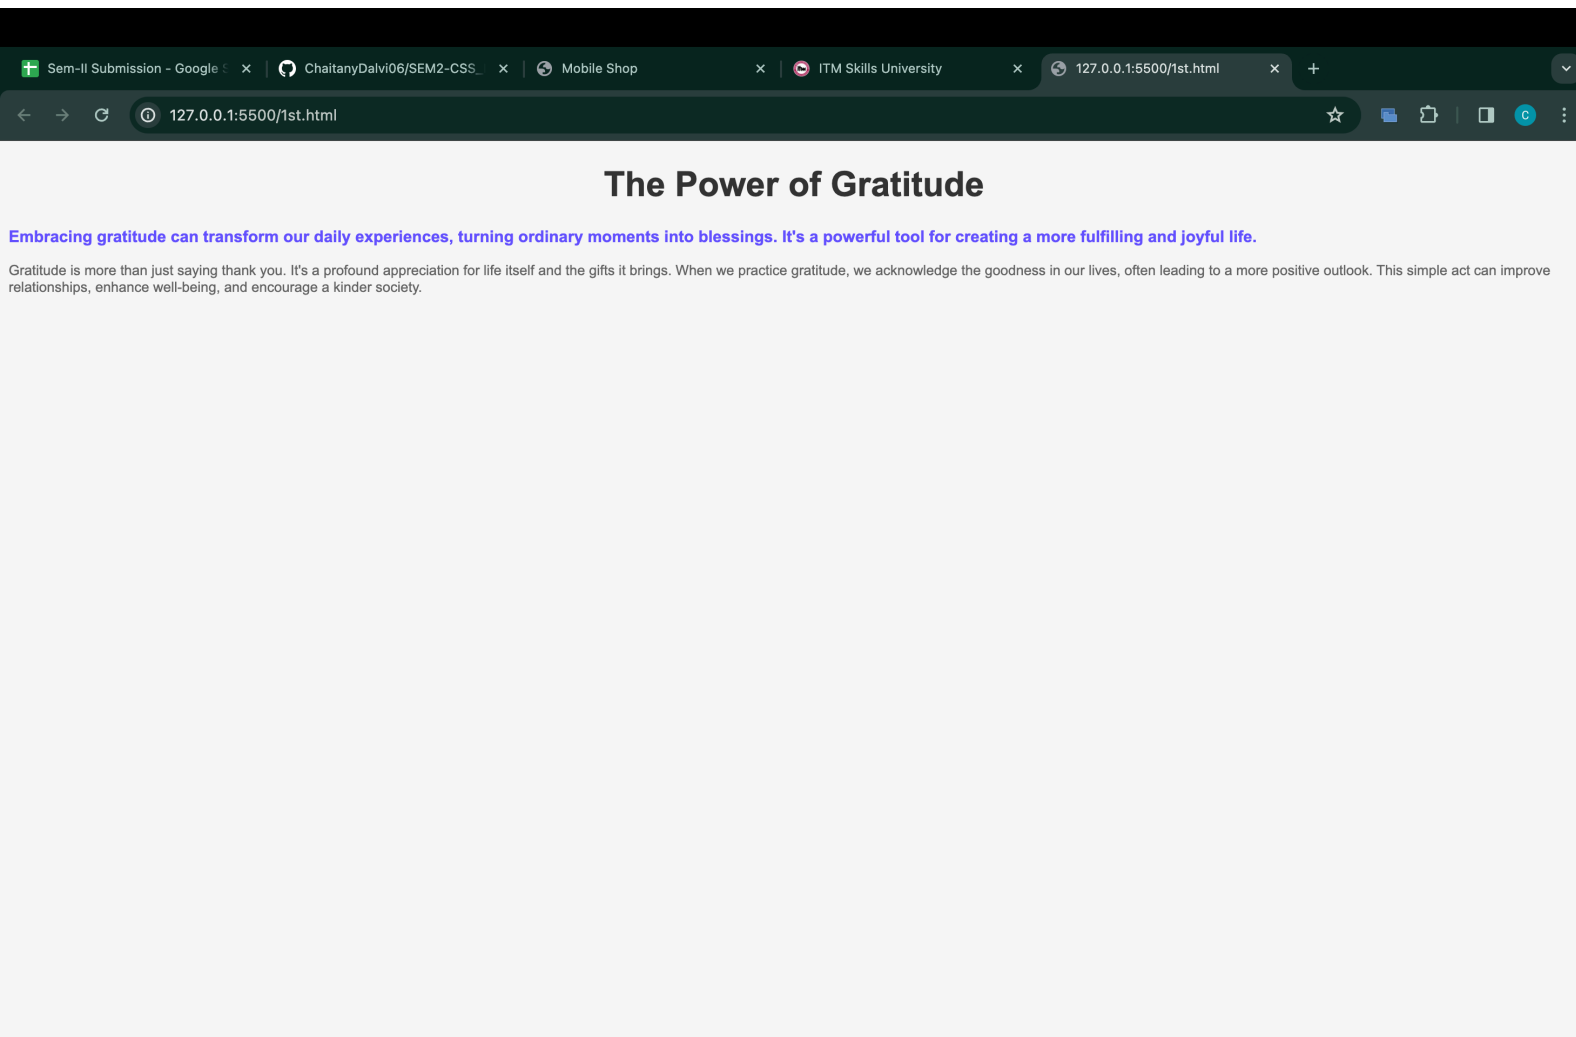 Sem-II Submission - Google S
ChaitanyDalvi06/SEM2-CSS_
Mobile Shop
ITM Skills University
127.0.0.1:5500/1st.html
127.0.0.1:5500/1st.html
C
The Power of Gratitude
Embracing gratitude can transform our daily experiences, turning ordinary moments into blessings. It's a powerful tool for creating a more fulfilling and joyful life.
Gratitude is more than just saying thank you. It's a profound appreciation for life itself and the gifts it brings. When we practice gratitude, we acknowledge the goodness in our lives, often leading to a more positive outlook. This simple act can improve
relationships, enhance well-being, and encourage a kinder society.